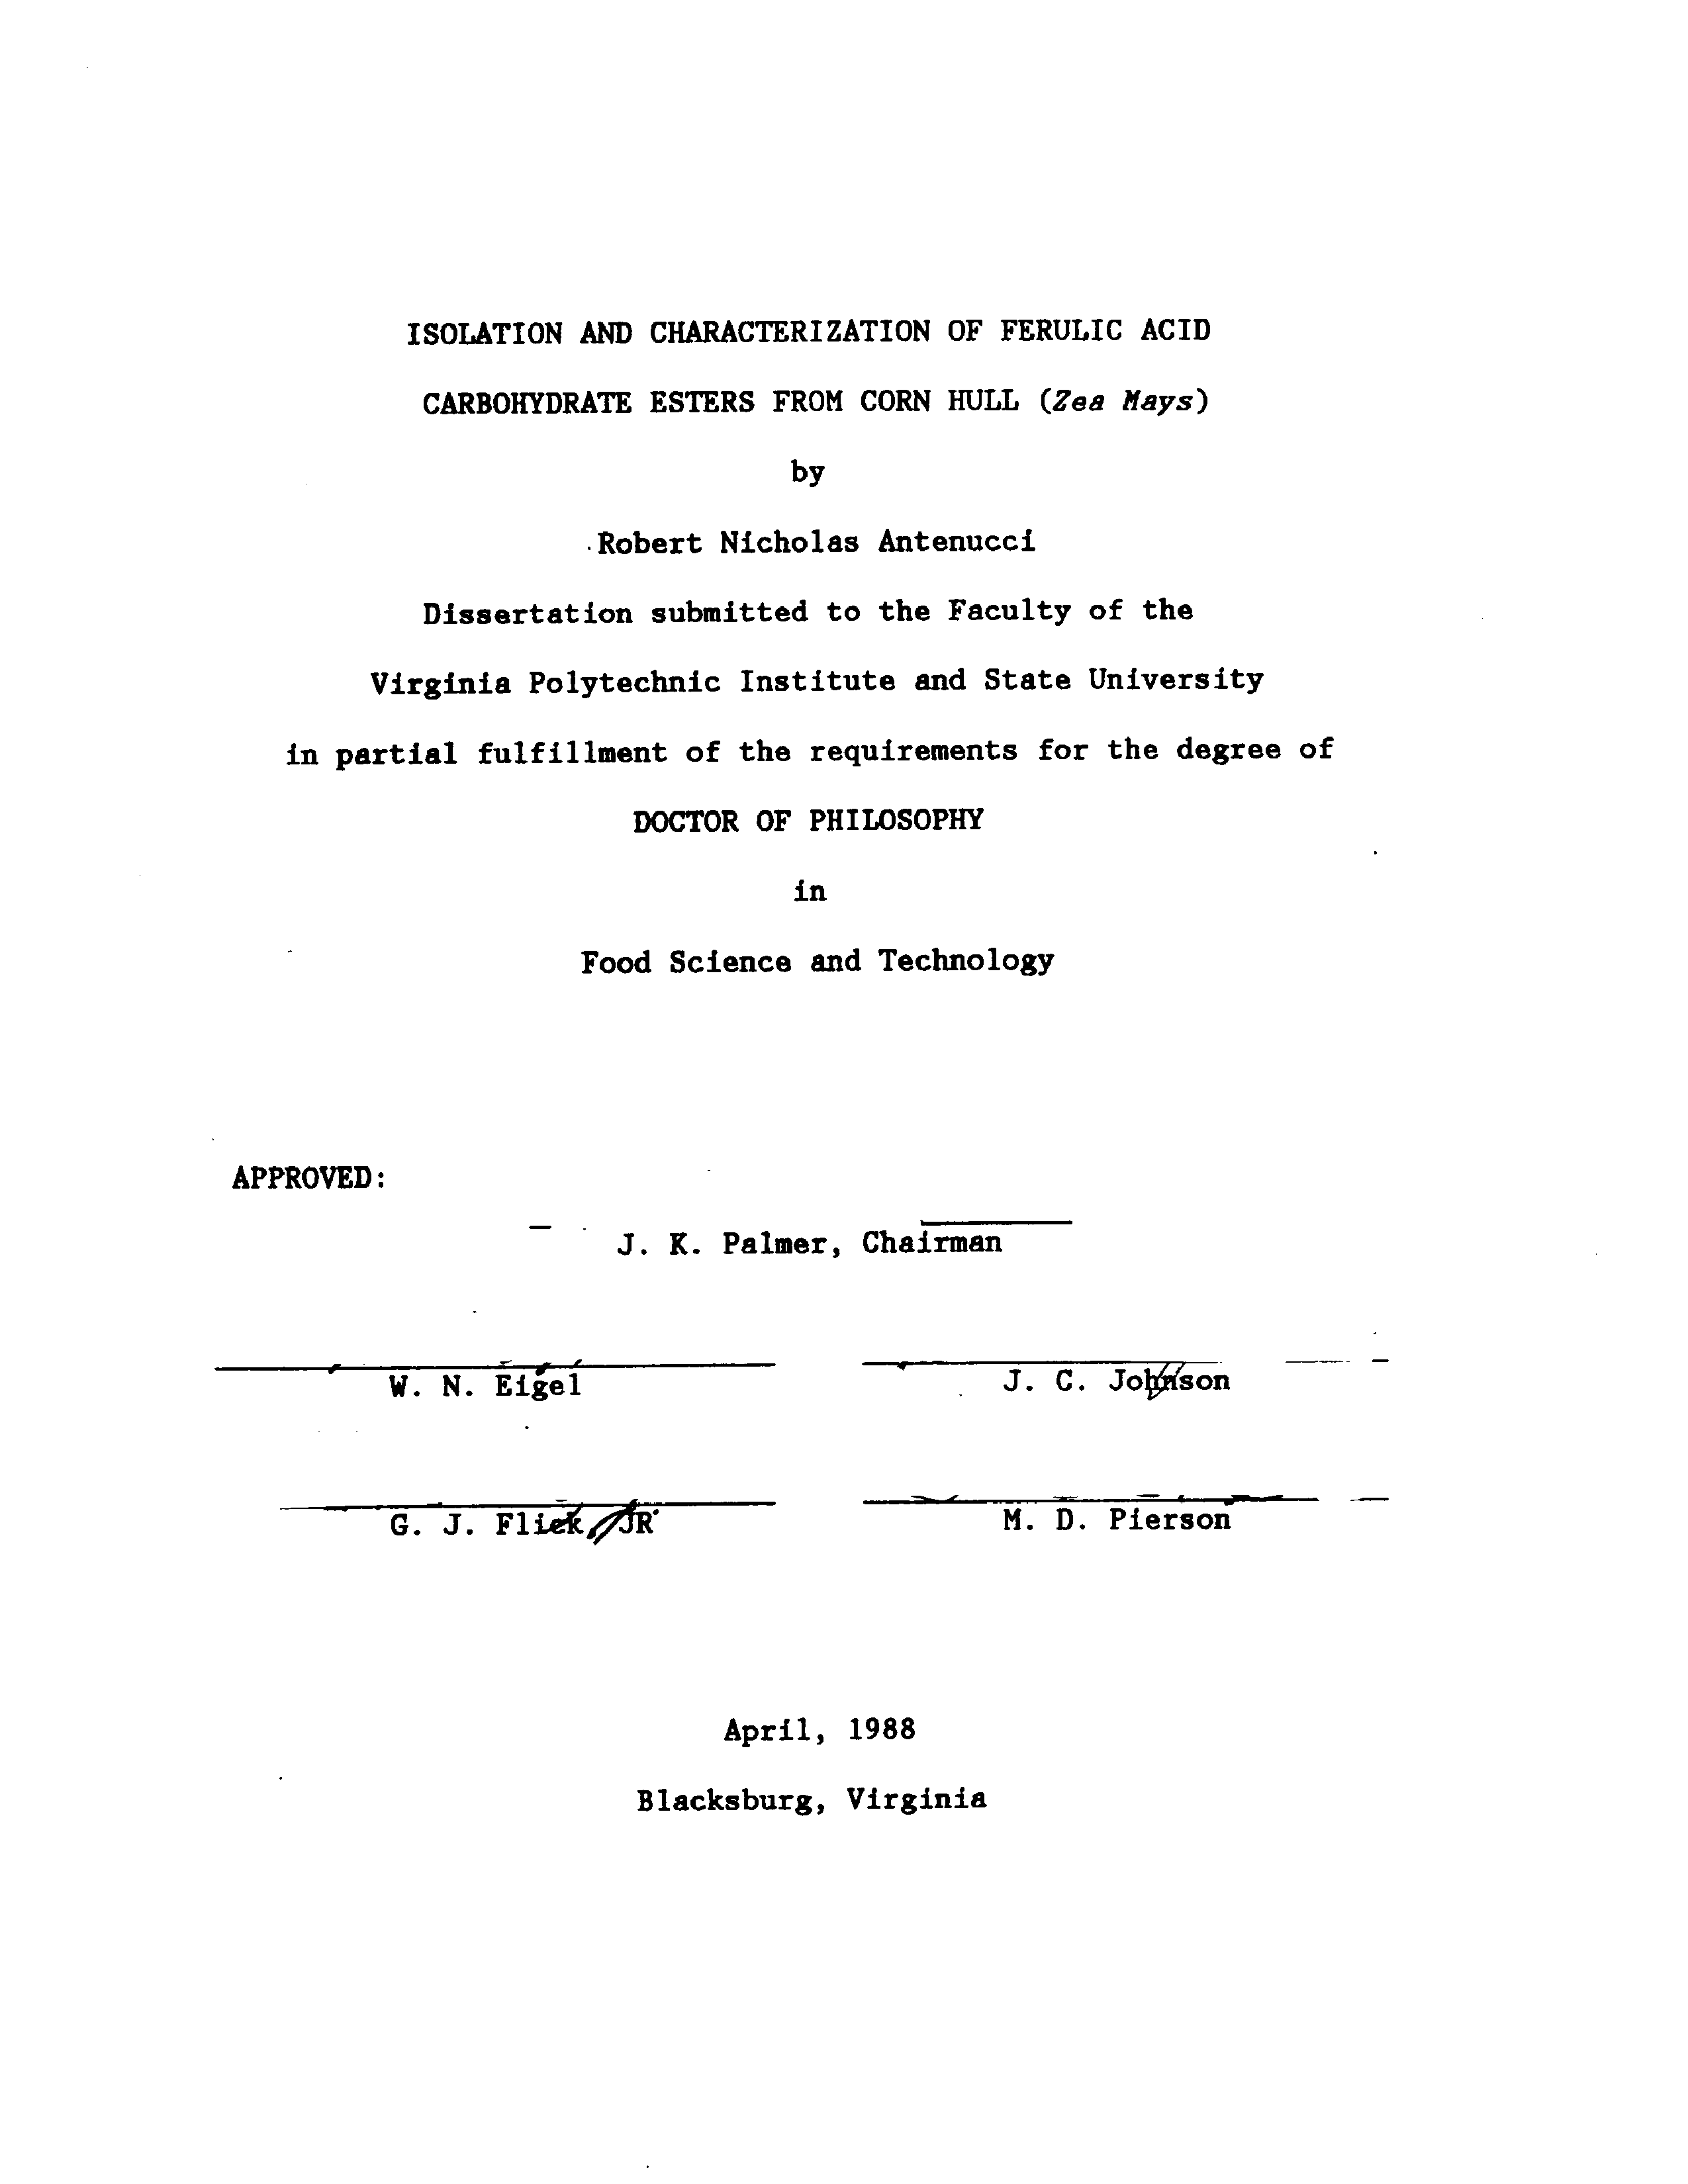 ISOLATION AND CHARACTERIZATION OF FERULIC ACID
CARBOHYDRATE ESTERS FROM CORN HULL (Zea Mays)
by
Robert Nicholas Antenucci
Dissertation submitted to the Faculty of the
Virginia Polytechnic Institute and State University
in partial fulfillment of the requirements for the degree of
DOCTOR OF PHILOSOPHY
in
Food Science and Technology
APPROVED:
J. K. Palmer, Chairman
W. N. Eigel
J. C. Johnson
G. J. Flick, JR
M. D. Pierson
April, 1988
Blacksburg, Virginia